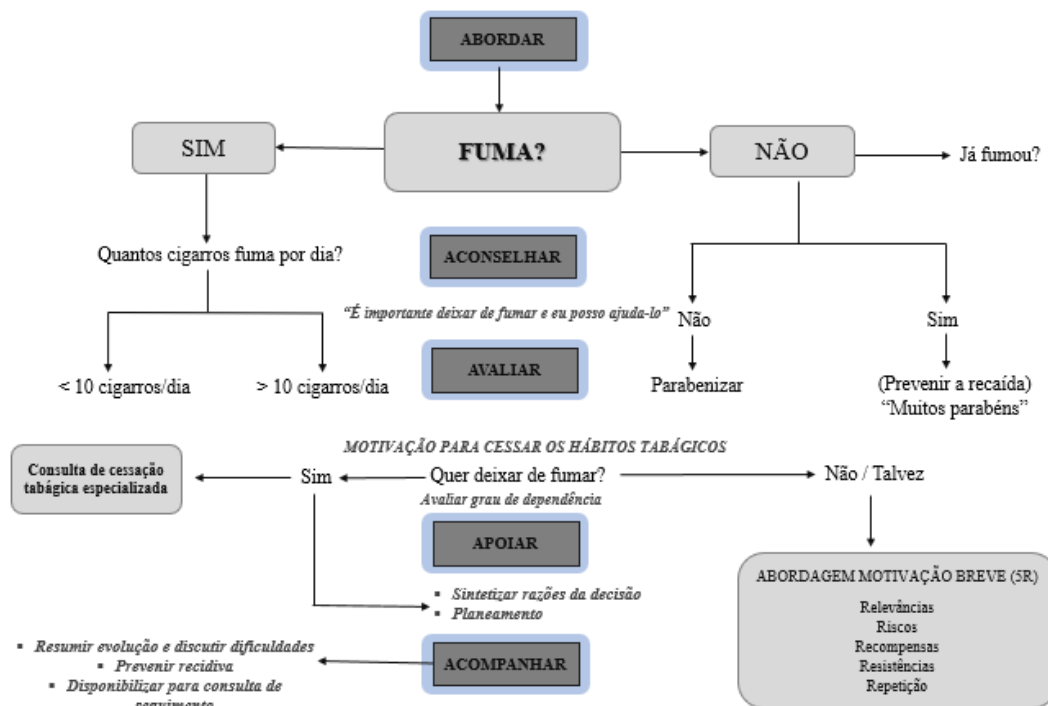 ABORDAR
SIM
FUMA?
NÃO
Já fumou?
Quantos cigarros fuma por dia?
ACONSELHAR
“É importante deixar de fumar e eu posso ajuda-lo”
Não
Sim
< 10 cigarros/dia
> 10 cigarros/dia
AVALIAR
Parabenizar
(Prevenir a recaída)
“Muitos parabéns”
MOTIVAÇÃO PARA CESSAR OS HÁBITOS TABÁGICOS
Consulta de cessação
tabágica especializada
Sim
Quer deixar de fumar?
Não / Talvez
Avaliar grau de dependência
APOIAR
▪ Sintetizar razões da decisão
▪ Planeamento
ABORDAGEM MOTIVAÇÃO BREVE (5R)
Relevâncias
Riscos
Recompensas
Resistências
Repetição
▪ Resumir evolução e discutir dificuldades
▪ Prevenir recidiva
▪ Disponibilizar para consulta de
ACOMPANHAR